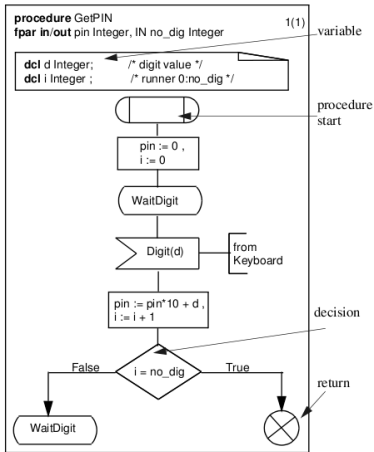 procedure GetPIN
1(1)
fpar in/out pin Integer, IN no_dig Integer
variable
dcl d Integer; /* digit value */
dcl i Integer ; /* runner 0:no_dig */
procedure
start
pin := 0 ,
i := 0
WaitDigit
Digit(d)
from
Keyboard
pin := pin*10 + d ,
i := i + 1
decision
False
i = no_dig
True
return
WaitDigit